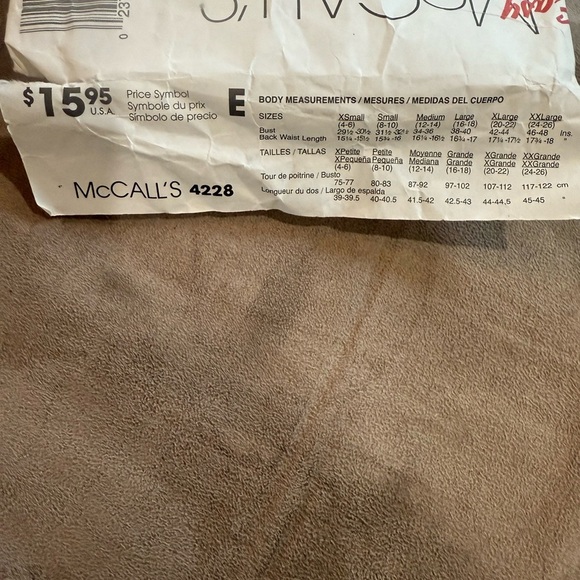 McCALL'S
Easy
0 23
$15.95 U.S.A.
Price Symbol
Symbole du prix
Símbolo de precio
E
BODY MEASUREMENTS / MESURES / MEDIDAS DEL CUERPO
SIZES XSmall Small Medium Large XLarge XXLarge
(4-6) (8-10) (12-14) (16-18) (20-22) (24-26)
Bust 29½-30½ 31½-32½ 34-36 38-40 42-44 46-48 Ins.
Back Waist Length 15¼-15½ 15¾-16 16¼-16½ 16¾-17 17¼-17½ 17¾-18 "
TAILLES / TALLAS XPetite Petite Moyenne Grande XGrande XXGrande
XPequeña Pequeña Mediana Grande XGrande XXGrande
(4-6) (8-10) (12-14) (16-18) (20-22) (24-26)
Tour de poitrine / Busto 75-77 80-83 87-92 97-102 107-112 117-122 cm
Longueur du dos / Largo de espalda
39-39.5 40-40.5 41.5-42 42.5-43 44-44,5 45-45 "
McCALL'S 4228